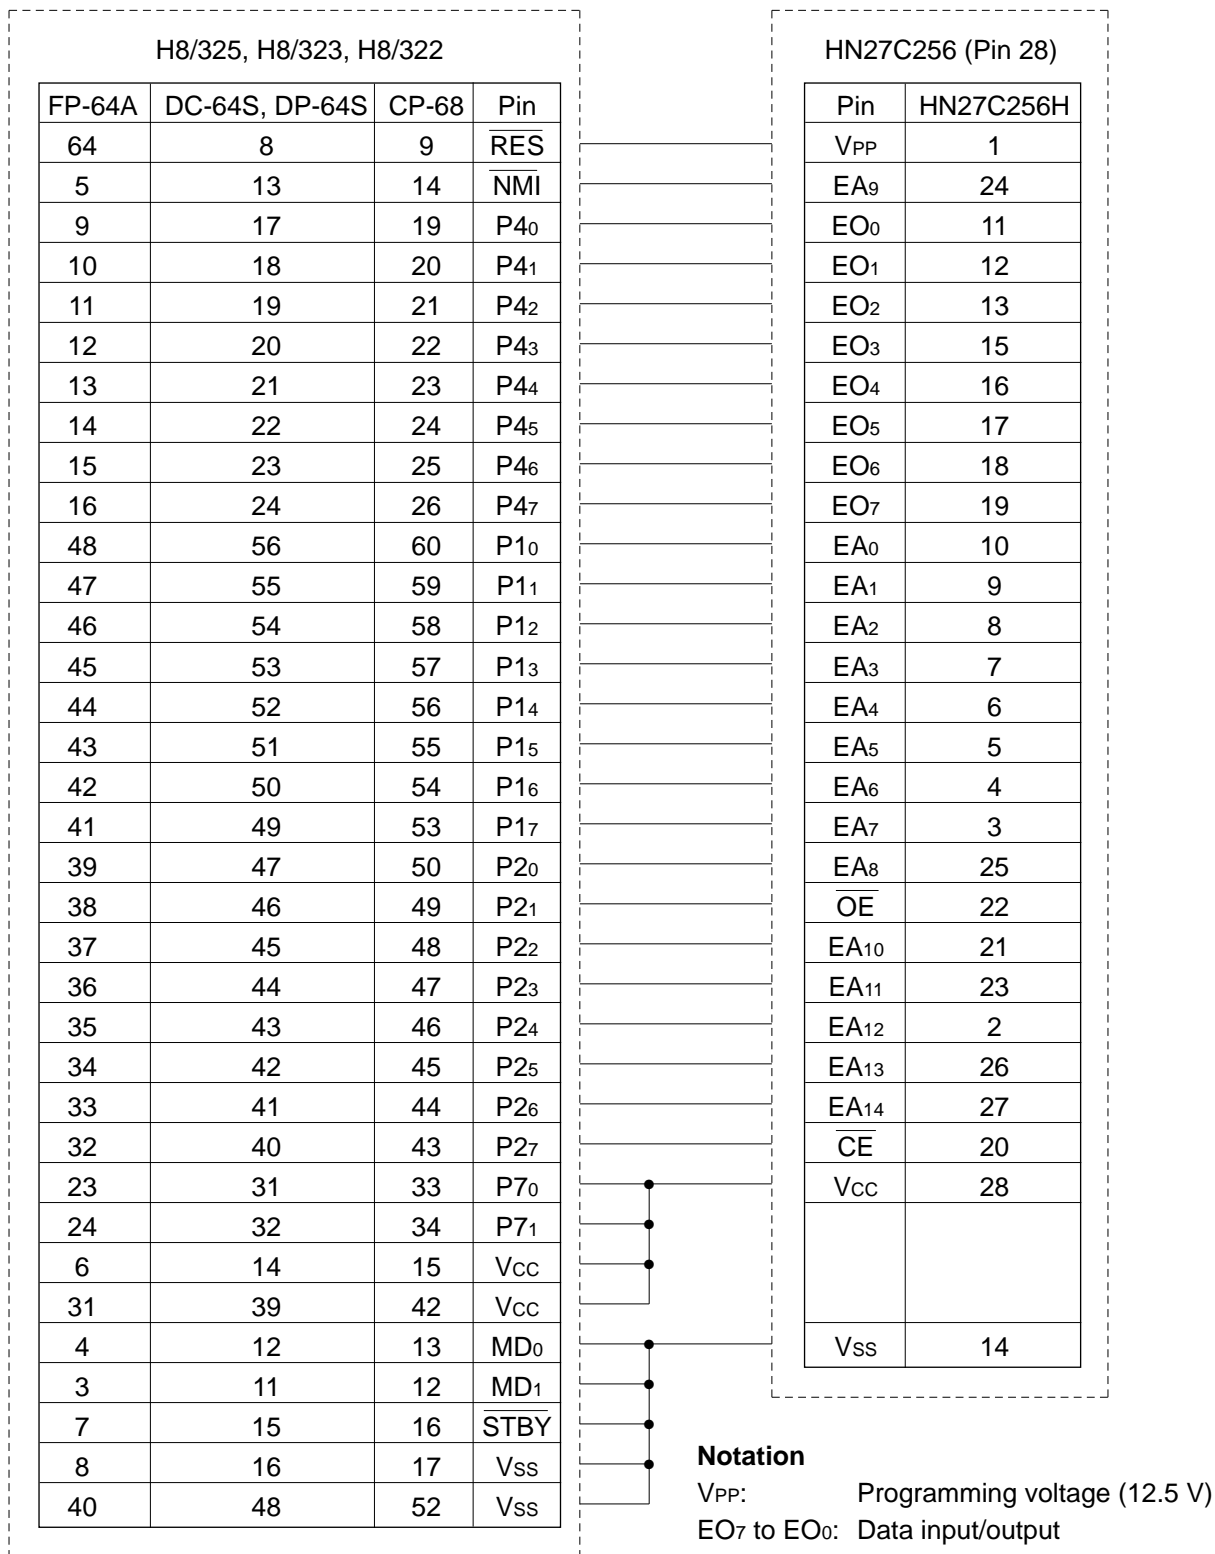 H8/325, H8/323, H8/322 HN27C256 (Pin 28)
FP-64A DC-64S, DP-64S CP-68 Pin Pin HN27C256H
64 8 9 RES VPP 1
5 13 14 NMI EA9 24
9 17 19 P40 EO0 11
10 18 20 P41 EO1 12
11 19 21 P42 EO2 13
12 20 22 P43 EO3 15
13 21 23 P44 EO4 16
14 22 24 P45 EO5 17
15 23 25 P46 EO6 18
16 24 26 P47 EO7 19
48 56 60 P10 EA0 10
47 55 59 P11 EA1 9
46 54 58 P12 EA2 8
45 53 57 P13 EA3 7
44 52 56 P14 EA4 6
43 51 55 P15 EA5 5
42 50 54 P16 EA6 4
41 49 53 P17 EA7 3
39 47 50 P20 EA8 25
38 46 49 P21 OE 22
37 45 48 P22 EA10 21
36 44 47 P23 EA11 23
35 43 46 P24 EA12 2
34 42 45 P25 EA13 26
33 41 44 P26 EA14 27
32 40 43 P27 CE 20
23 31 33 P70 VCC 28
24 32 34 P71
6 14 15 VCC
31 39 42 VCC
4 12 13 MD0 VSS 14
3 11 12 MD1
7 15 16 STBY
8 16 17 VSS
40 48 52 VSS
Notation
VPP: Programming voltage (12.5 V)
EO7 to EO0: Data input/output